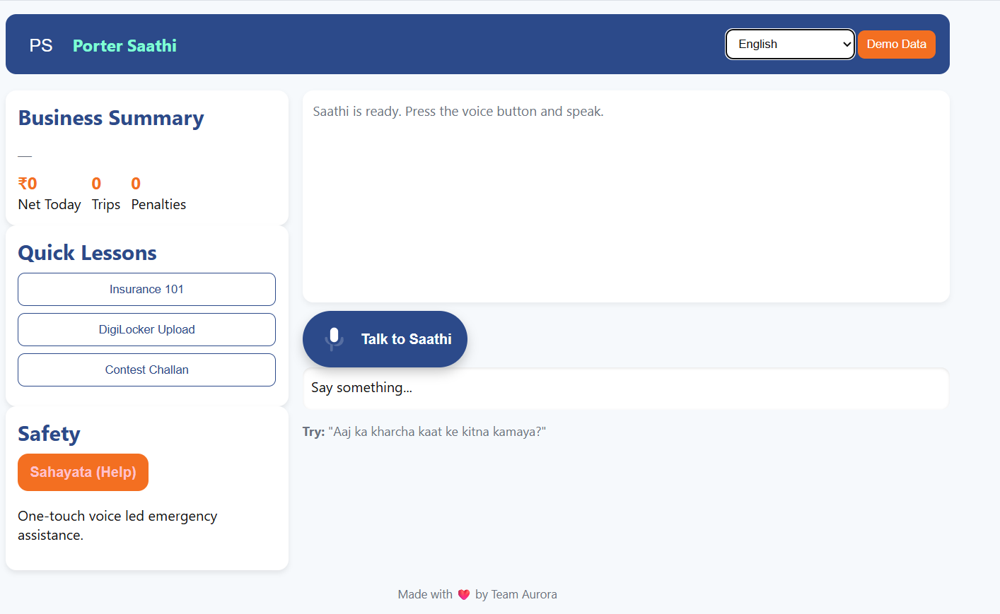 PS Porter Saathi
English
Demo Data
Business Summary
—
₹0 0 0
Net Today Trips Penalties
Quick Lessons
Insurance 101
DigiLocker Upload
Contest Challan
Safety
Sahayata (Help)
One-touch voice led emergency
assistance.
Saathi is ready. Press the voice button and speak.
Talk to Saathi
Say something...
Try: "Aaj ka kharcha kaat ke kitna kamaya?"
Made with ❤️ by Team Aurora